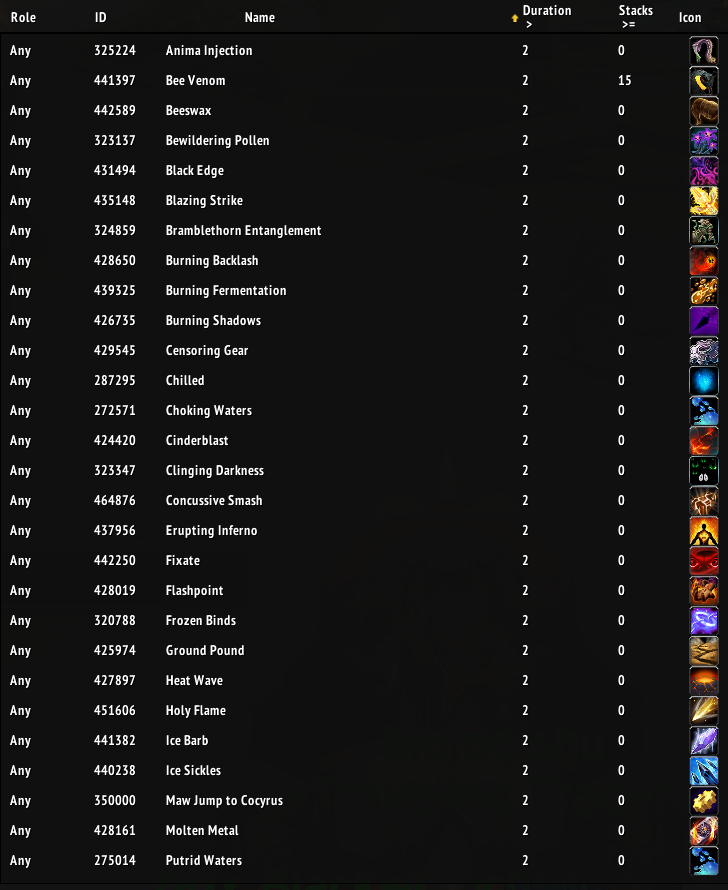 Role ID Name Duration > Stacks >= Icon
Any 325224 Anima Injection 2 0
Any 441397 Bee Venom 2 15
Any 442589 Beeswax 2 0
Any 323137 Bewildering Pollen 2 0
Any 431494 Black Edge 2 0
Any 435148 Blazing Strike 2 0
Any 324859 Bramblethorn Entanglement 2 0
Any 428650 Burning Backlash 2 0
Any 439325 Burning Fermentation 2 0
Any 426735 Burning Shadows 2 0
Any 429545 Censoring Gear 2 0
Any 287295 Chilled 2 0
Any 272571 Choking Waters 2 0
Any 424420 Cinderblast 2 0
Any 323347 Clinging Darkness 2 0
Any 464876 Concussive Smash 2 0
Any 437956 Erupting Inferno 2 0
Any 442250 Fixate 2 0
Any 428019 Flashpoint 2 0
Any 320788 Frozen Binds 2 0
Any 425974 Ground Pound 2 0
Any 427897 Heat Wave 2 0
Any 451606 Holy Flame 2 0
Any 441382 Ice Barb 2 0
Any 440238 Ice Sickles 2 0
Any 350000 Maw Jump to Cocyrus 2 0
Any 428161 Molten Metal 2 0
Any 275014 Putrid Waters 2 0